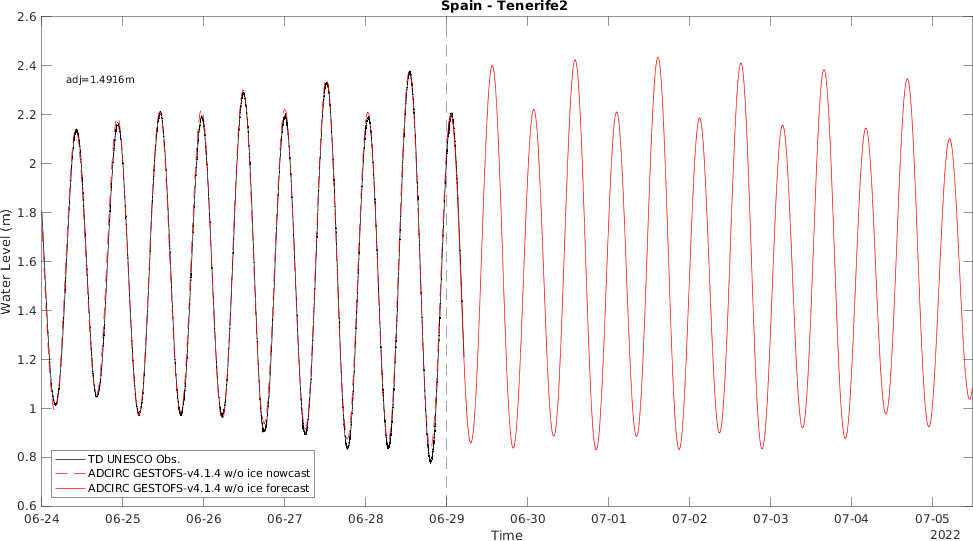 Spain - Tenerife2
2.6
2.4
2.2
2
1.8
1.6
1.4
1.2
1
0.8
0.6
Water Level (m)
adj=1.4916m
TD UNESCO Obs.
ADCIRC GESTOFS-v4.1.4 w/o ice nowcast
ADCIRC GESTOFS-v4.1.4 w/o ice forecast
06-24 06-25 06-26 06-27 06-28 06-29 06-30 07-01 07-02 07-03 07-04 07-05
2022
Time